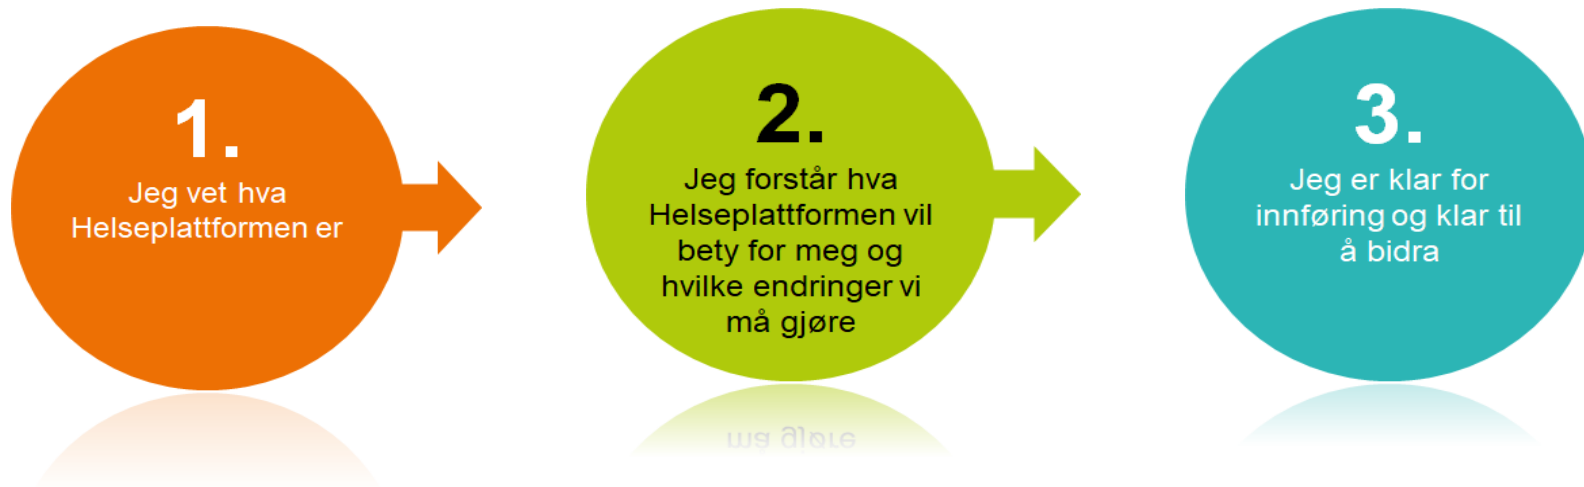 1.
Jeg vet hva
Helseplattformen er
2.
Jeg forstår hva
Helseplattformen vil
bety for meg og
hvilke endringer vi
må gjøre
3.
Jeg er klar for
innføring og klar til
å bidra